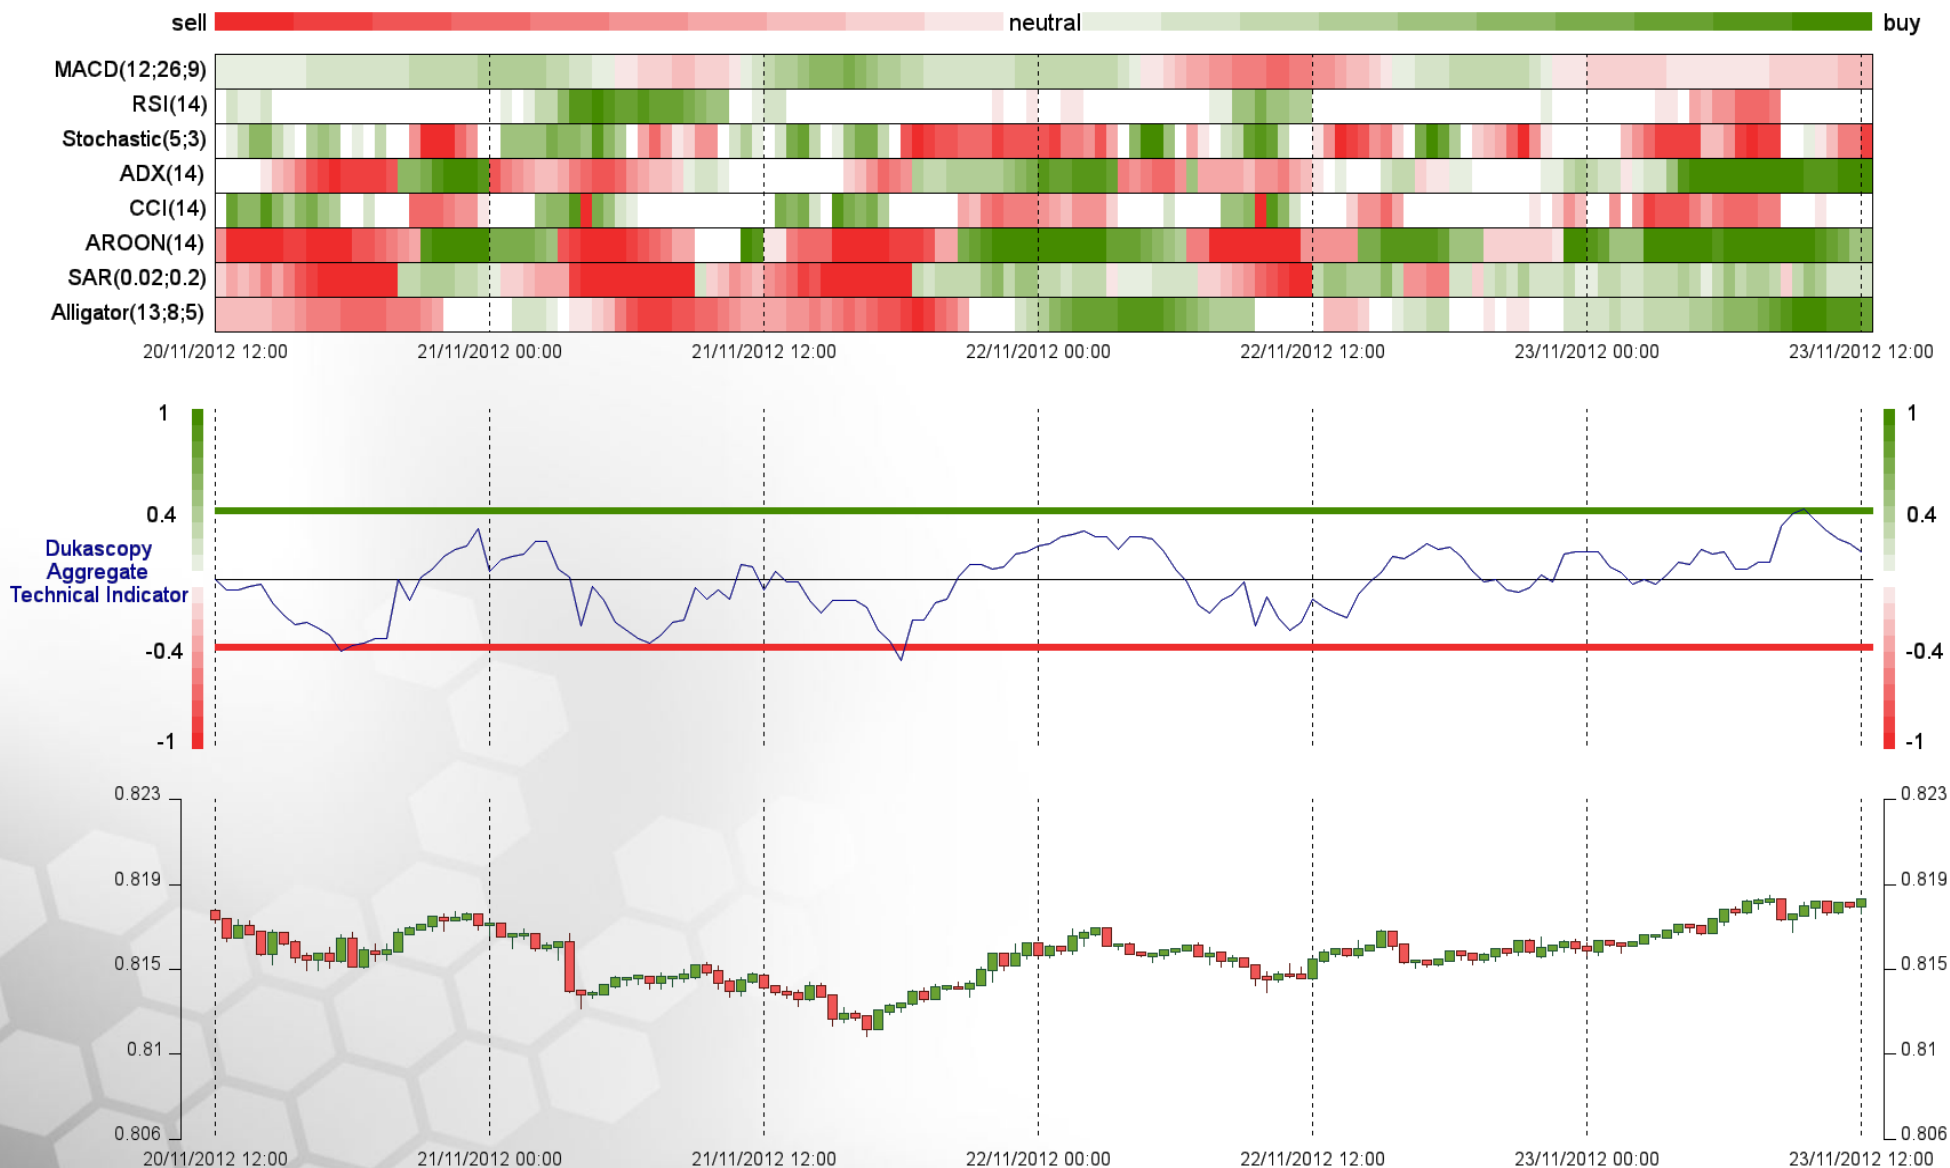 sell neutral buy
MACD(12;26;9)
RSI(14)
Stochastic(5;3)
ADX(14)
CCI(14)
AROON(14)
SAR(0.02;0.2)
Alligator(13;8;5)
20/11/2012 12:00 21/11/2012 00:00 21/11/2012 12:00 22/11/2012 00:00 22/11/2012 12:00 23/11/2012 00:00 23/11/2012 12:00
1 1
0.4 0.4
Dukascopy
Aggregate
Technical Indicator
-0.4 -0.4
-1 -1
0.823 0.823
0.819 0.819
0.815 0.815
0.81 0.81
0.806 0.806
20/11/2012 12:00 21/11/2012 00:00 21/11/2012 12:00 22/11/2012 00:00 22/11/2012 12:00 23/11/2012 00:00 23/11/2012 12:00